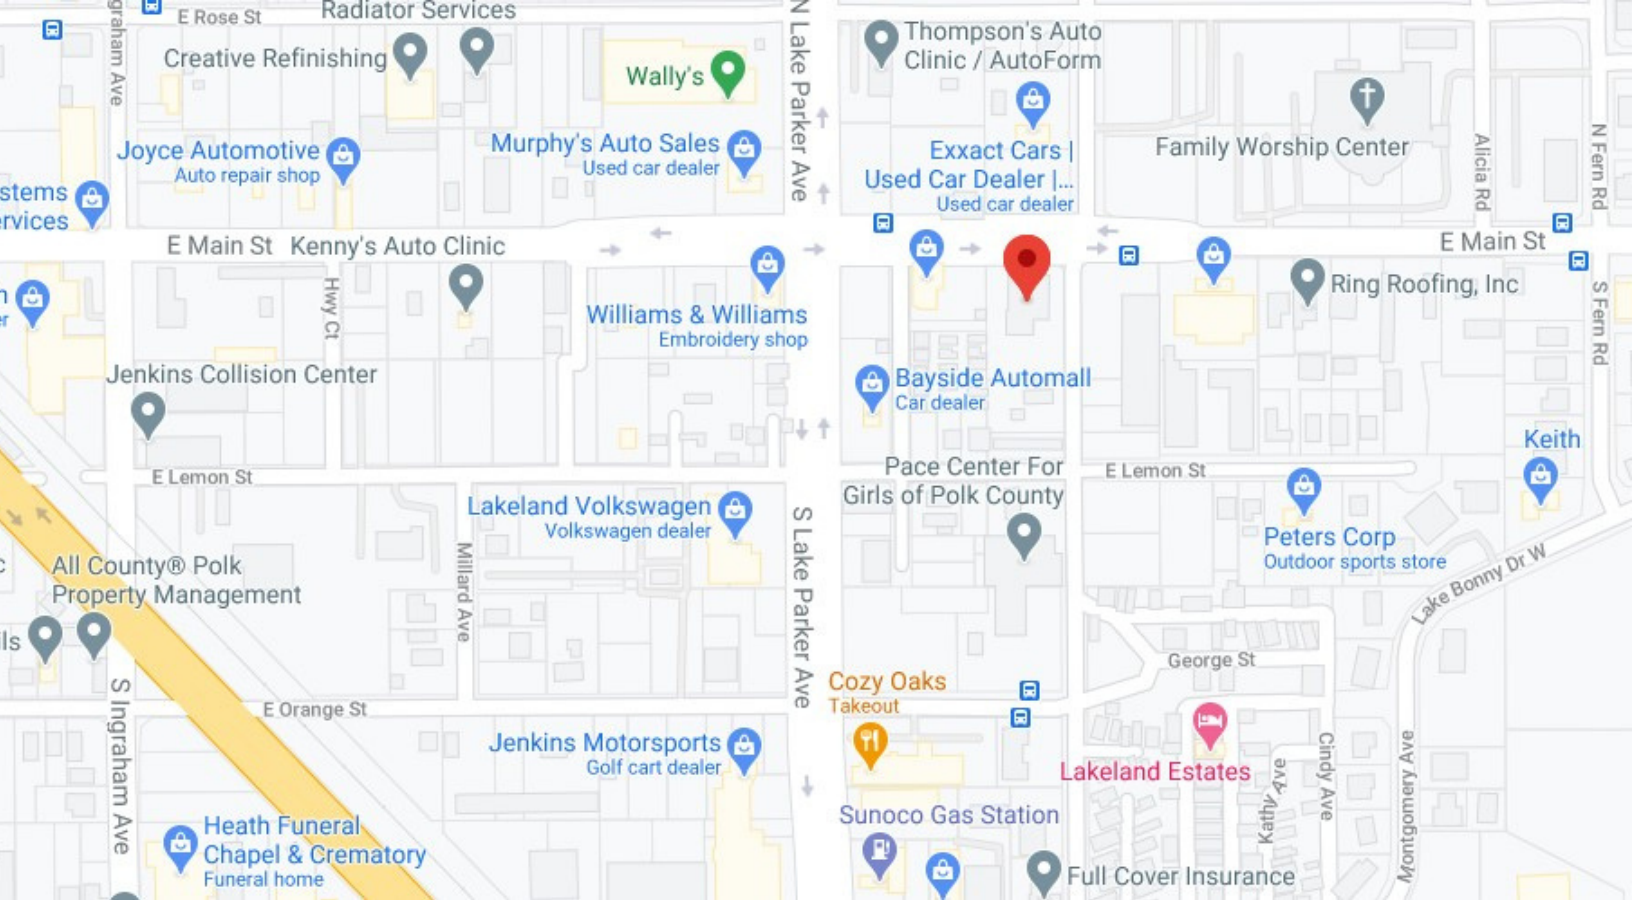 E Rose St
Radiator Services
N Lake Parker Ave
Thompson's Auto
Clinic / AutoForm
Creative Refinishing
Wally's
Family Worship Center
Alicia Rd
N Fern Rd
Joyce Automotive
Auto repair shop
Murphy's Auto Sales
Used car dealer
Exxact Cars |
Used Car Dealer |...
Used car dealer
E Main St
Kenny's Auto Clinic
E Main St
Hwy Ct
Williams & Williams
Embroidery shop
Ring Roofing, Inc
S Fern Rd
Jenkins Collision Center
Bayside Automall
Car dealer
Keith
E Lemon St
Pace Center For
Girls of Polk County
E Lemon St
Lakeland Volkswagen
Volkswagen dealer
S Lake Parker Ave
Peters Corp
Outdoor sports store
All County® Polk
Property Management
Millard Ave
Lake Bonny Dr W
George St
S Ingraham Ave
E Orange St
Cozy Oaks
Takeout
Jenkins Motorsports
Golf cart dealer
Lakeland Estates
Kathy Ave
Cindy Ave
Montgomery Ave
Sunoco Gas Station
Heath Funeral
Chapel & Crematory
Funeral home
Full Cover Insurance